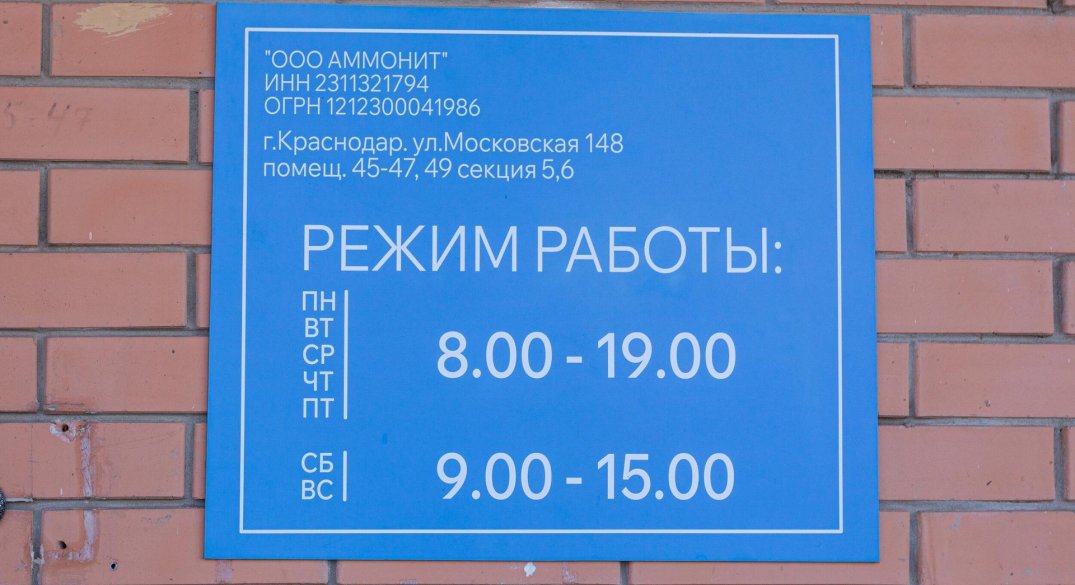 "ООО АММОНИТ"
ИНН 2311321794
ОГРН 1212300041986
г.Краснодар. ул.Московская 148
помещ. 45-47, 49 секция 5,6
РЕЖИМ РАБОТЫ:
ПН
ВТ
СР
ЧТ
ПТ
8.00 - 19.00
СБ
ВС
9.00 - 15.00